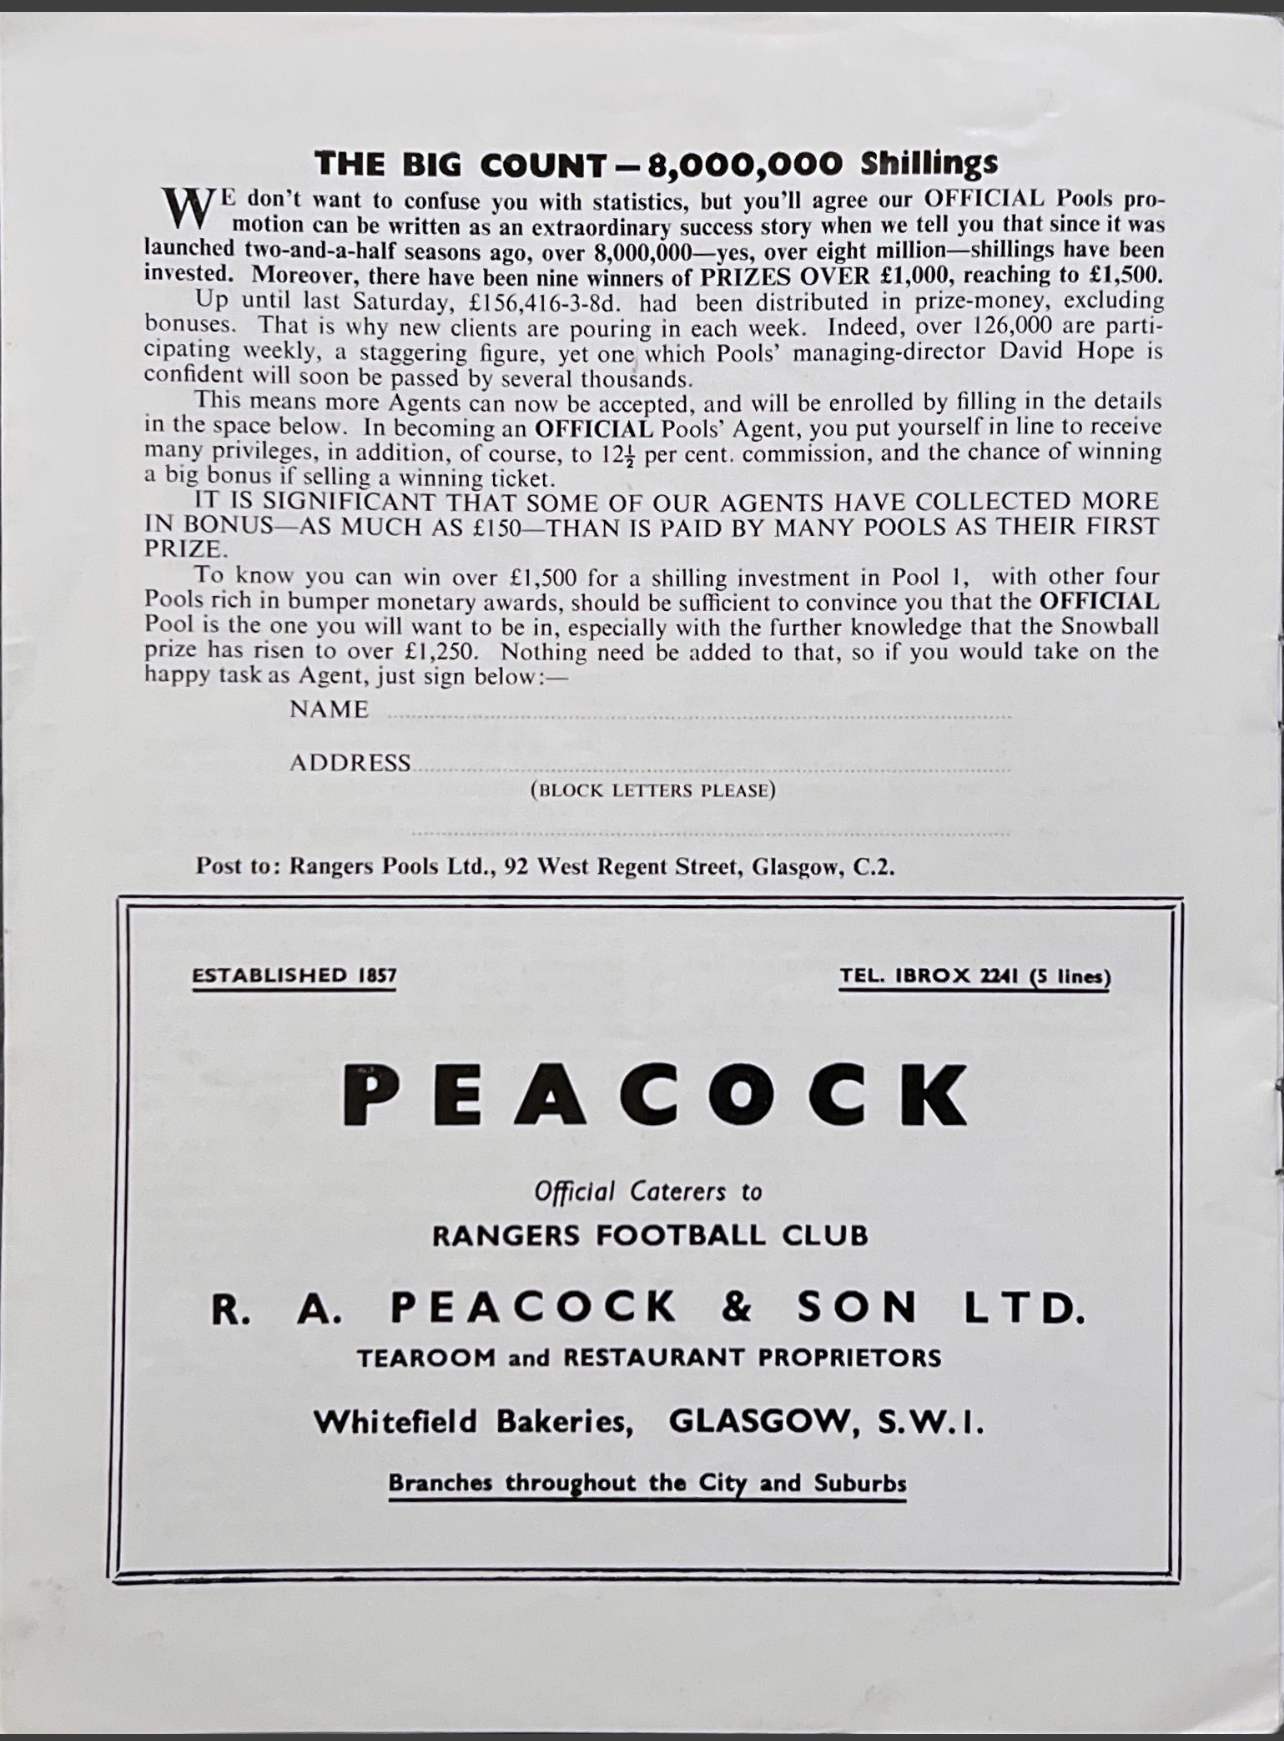 THE BIG COUNT — 8,000,000 Shillings
WE don't want to confuse you with statistics, but you'll agree our OFFICIAL Pools pro-
motion can be written as an extraordinary success story when we tell you that since it was
launched two-and-a-half seasons ago, over 8,000,000—yes, over eight million—shillings have been
invested. Moreover, there have been nine winners of PRIZES OVER £1,000, reaching to £1,500.
Up until last Saturday, £156,416-3-8d. had been distributed in prize-money, excluding
bonuses. That is why new clients are pouring in each week. Indeed, over 126,000 are parti-
cipating weekly, a staggering figure, yet one which Pools' managing-director David Hope is
confident will soon be passed by several thousands.
This means more Agents can now be accepted, and will be enrolled by filling in the details
in the space below. In becoming an OFFICIAL Pools' Agent, you put yourself in line to receive
many privileges, in addition, of course, to 12½ per cent. commission, and the chance of winning
a big bonus if selling a winning ticket.
IT IS SIGNIFICANT THAT SOME OF OUR AGENTS HAVE COLLECTED MORE
IN BONUS—AS MUCH AS £150—THAN IS PAID BY MANY POOLS AS THEIR FIRST
PRIZE.
To know you can win over £1,500 for a shilling investment in Pool 1, with other four
Pools rich in bumper monetary awards, should be sufficient to convince you that the OFFICIAL
Pool is the one you will want to be in, especially with the further knowledge that the Snowball
prize has risen to over £1,250. Nothing need be added to that, so if you would take on the
happy task as Agent, just sign below:—
NAME
ADDRESS
(BLOCK LETTERS PLEASE)
Post to: Rangers Pools Ltd., 92 West Regent Street, Glasgow, C.2.
ESTABLISHED 1857 TEL. IBROX 2241 (5 lines)
PEACOCK
Official Caterers to
RANGERS FOOTBALL CLUB
R. A. PEACOCK & SON LTD.
TEAROOM and RESTAURANT PROPRIETORS
Whitefield Bakeries, GLASGOW, S.W.1.
Branches throughout the City and Suburbs